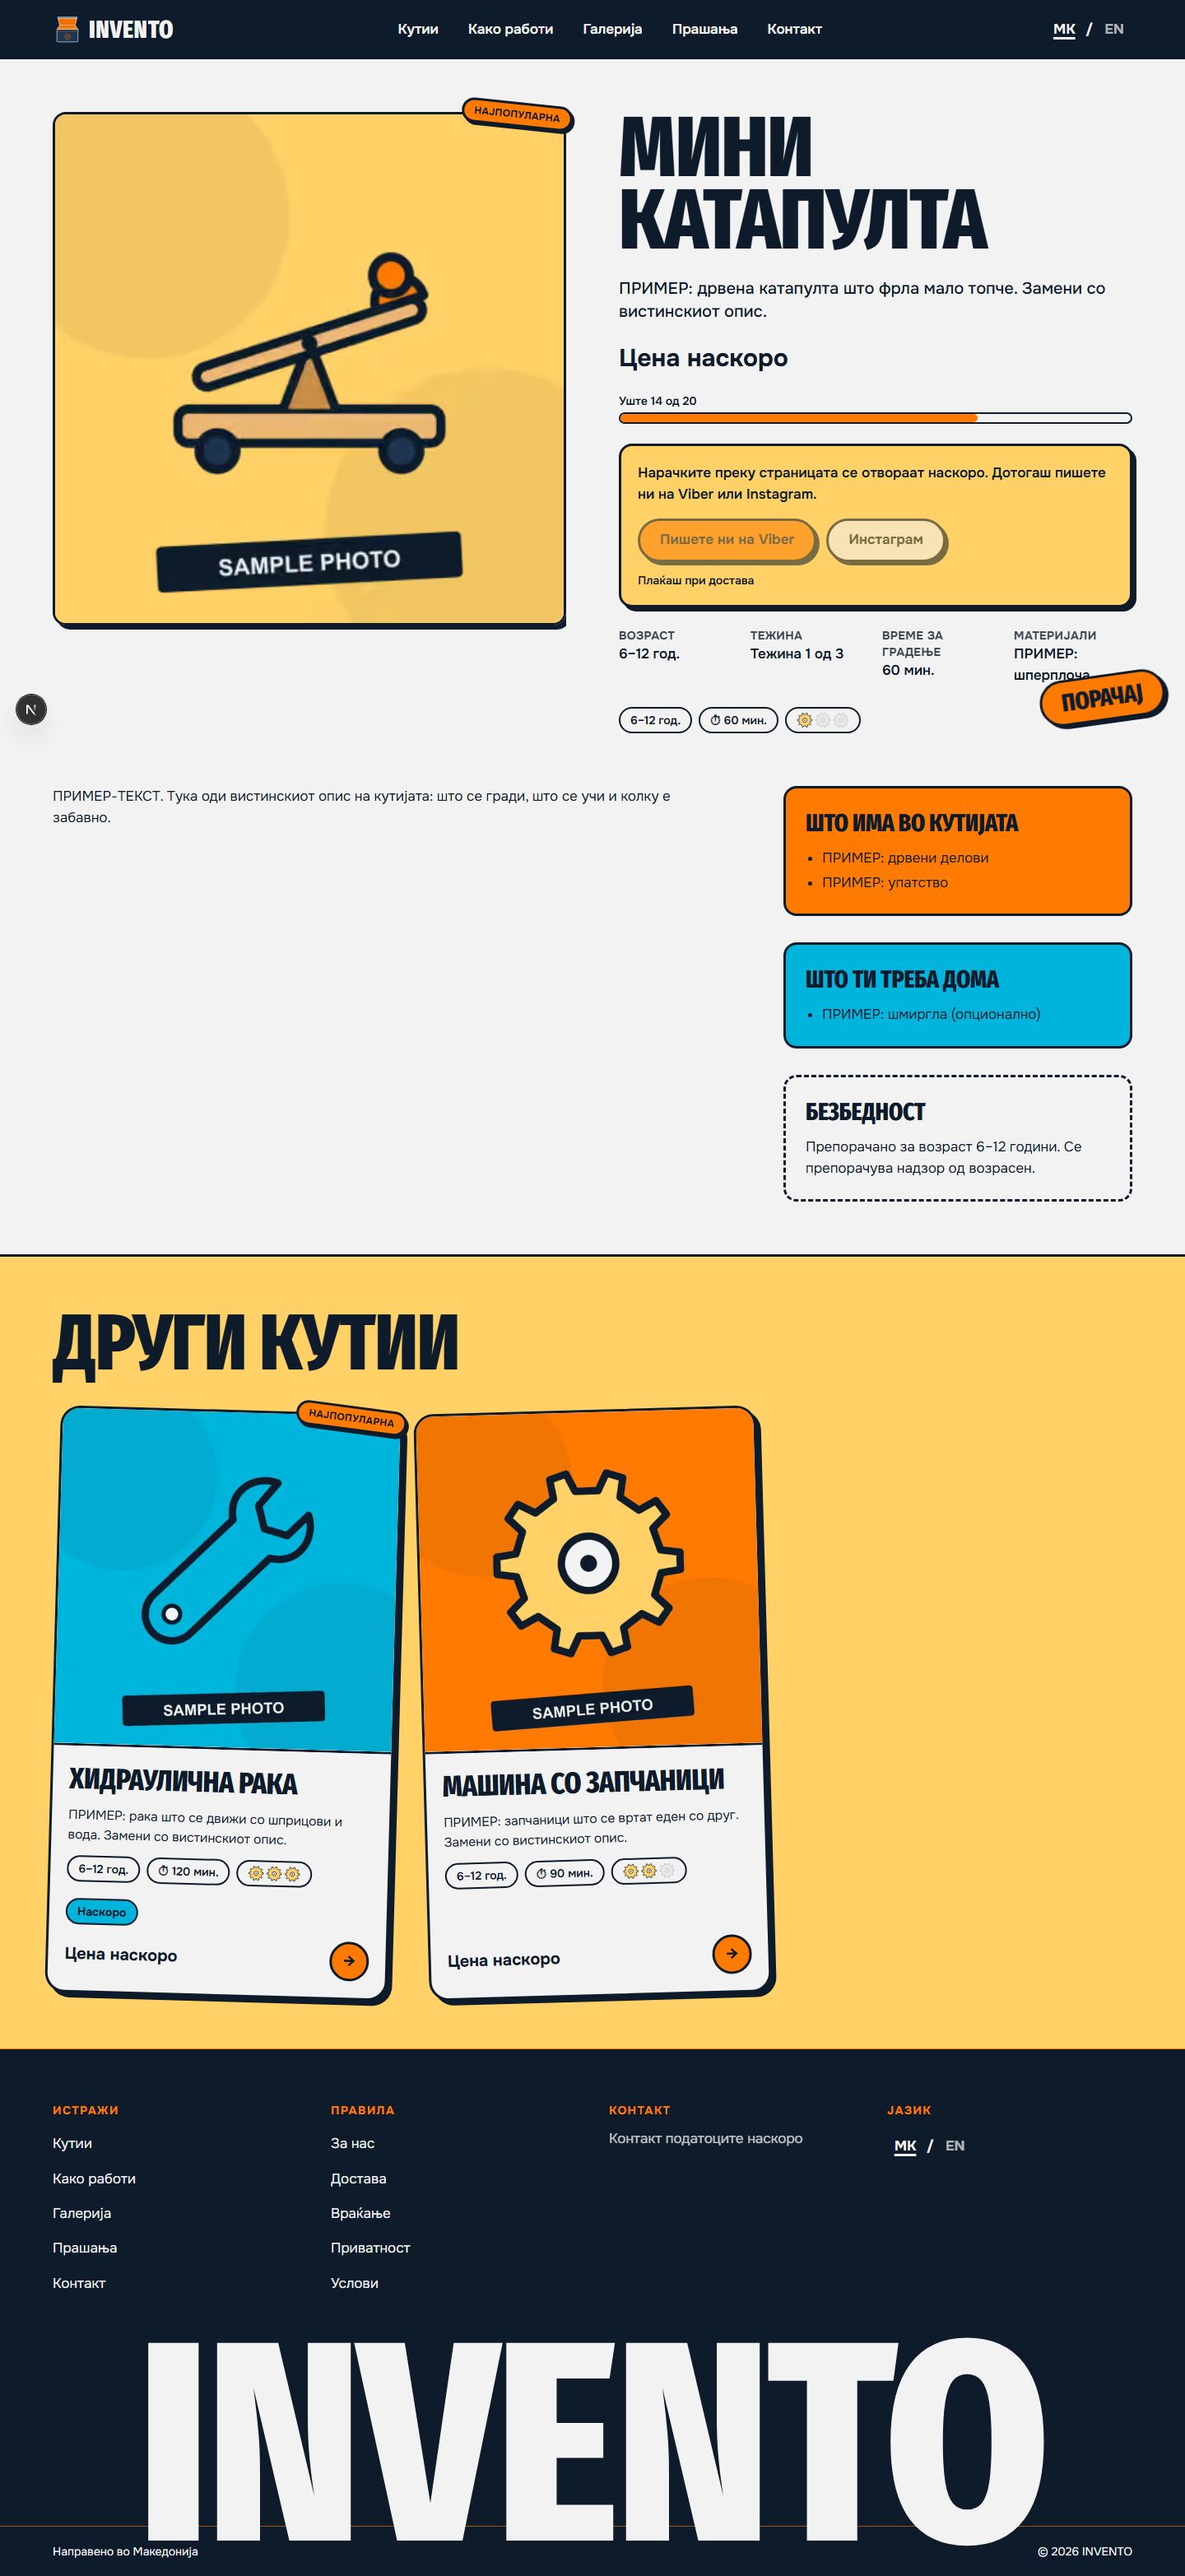 INVENTO
Кутии
Како работи
Галерија
Прашања
Контакт
MK / EN
НАЈПОПУЛАРНА
SAMPLE PHOTO
МИНИ
КАТАПУЛТА
ПРИМЕР: дрвена катапулта што фрла мало топче. Замени со
вистинскиот опис.
Цена наскоро
Уште 14 од 20
Нарачките преку страницата се отвораат наскоро. Дотогаш пишете
ни на Viber или Instagram.
Пишете ни на Viber
Инстаграм
Плаќаш при достава
ВОЗРАСТ
6–12 год.
ТЕЖИНА
Тежина 1 од 3
ВРЕМЕ ЗА
ГРАДЕЊЕ
60 мин.
МАТЕРИЈАЛИ
ПРИМЕР:
шперплоча
ПОРАЧАЈ
6–12 год.
60 мин.
N
ПРИМЕР-ТЕКСТ. Тука оди вистинскиот опис на кутијата: што се гради, што се учи и колку е
забавно.
ШТО ИМА ВО КУТИЈАТА
• ПРИМЕР: дрвени делови
• ПРИМЕР: упатство
ШТО ТИ ТРЕБА ДОМА
• ПРИМЕР: шмиргла (опционално)
БЕЗБЕДНОСТ
Препорачано за возраст 6–12 години. Се
препорачува надзор од возрасен.
ДРУГИ КУТИИ
НАЈПОПУЛАРНА
SAMPLE PHOTO
ХИДРАУЛИЧНА РАКА
ПРИМЕР: рака што се движи со шприцови и
вода. Замени со вистинскиот опис.
6–12 год.
120 мин.
Наскоро
Цена наскоро
SAMPLE PHOTO
МАШИНА СО ЗАПЧАНИЦИ
ПРИМЕР: запчаници што се вртат еден со друг.
Замени со вистинскиот опис.
6–12 год.
90 мин.
Цена наскоро
ИСТРАЖИ
Кутии
Како работи
Галерија
Прашања
Контакт
ПРАВИЛА
За нас
Достава
Враќање
Приватност
Услови
КОНТАКТ
Контакт податоците наскоро
ЈАЗИК
MK / EN
INVENTO
Направено во Македонија
© 2026 INVENTO